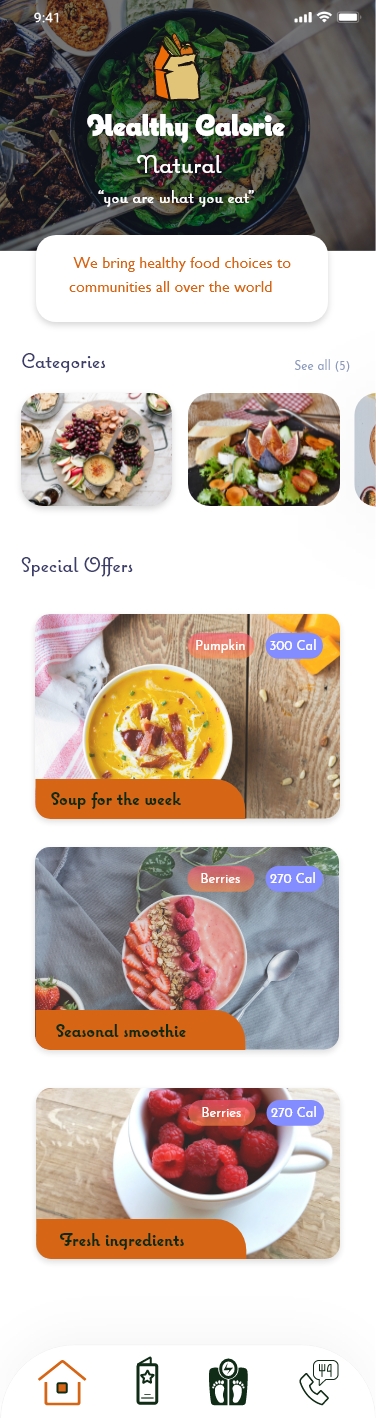 9:41
Healthy Calorie
Natural
“you are what you eat”
We bring healthy food choices to
communities all over the world
Categories
See all (5)
Special Offers
Pumpkin
300 Cal
Soup for the week
Berries
270 Cal
Seasonal smoothie
Berries
270 Cal
Fresh ingredients